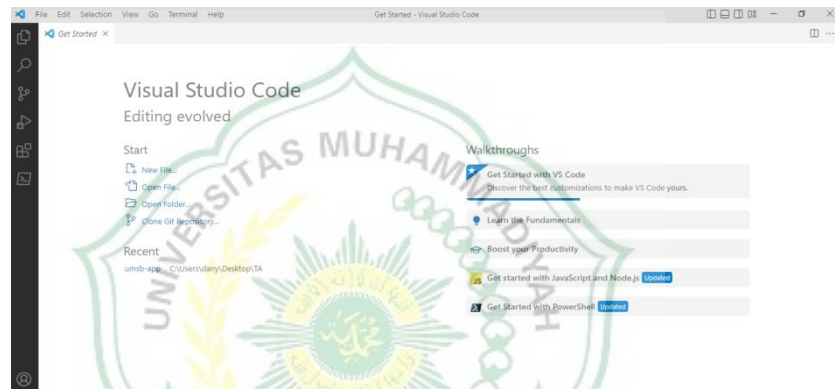 File Edit Selection View Go Terminal Help
Get Started - Visual Studio Code
Get Started
Visual Studio Code
Editing evolved
Start
New File...
Open File...
Open Folder...
Clone Git Repository...
Recent
umsb-app C:\Users\dany\Desktop\TA
Walkthroughs
Get Started with VS Code
Discover the best customizations to make VS Code yours.
Learn the Fundamentals
Boost your Productivity
JS Get started with JavaScript and Node.js Updated
Get Started with PowerShell Updated
UNIVERSITAS MUHAMMADIYAH